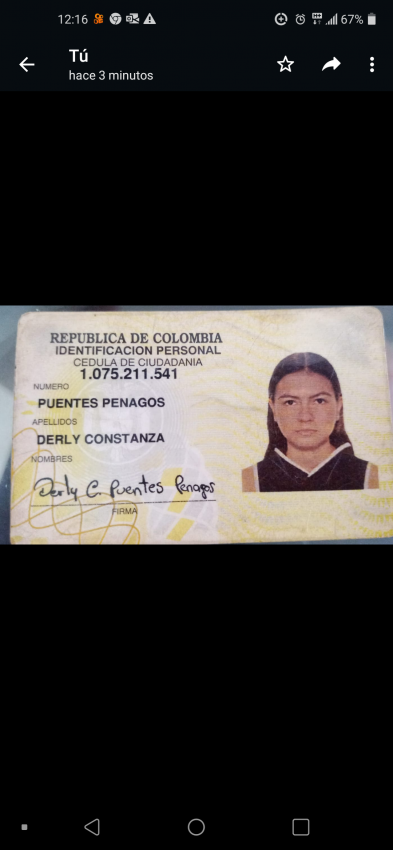 12:16
67%
Tú
hace 3 minutos
REPUBLICA DE COLOMBIA
IDENTIFICACION PERSONAL
CEDULA DE CIUDADANIA
1.075.211.541
NUMERO
PUENTES PENAGOS
APELLIDOS
DERLY CONSTANZA
NOMBRES
Derly C. Puentes Penagos
FIRMA